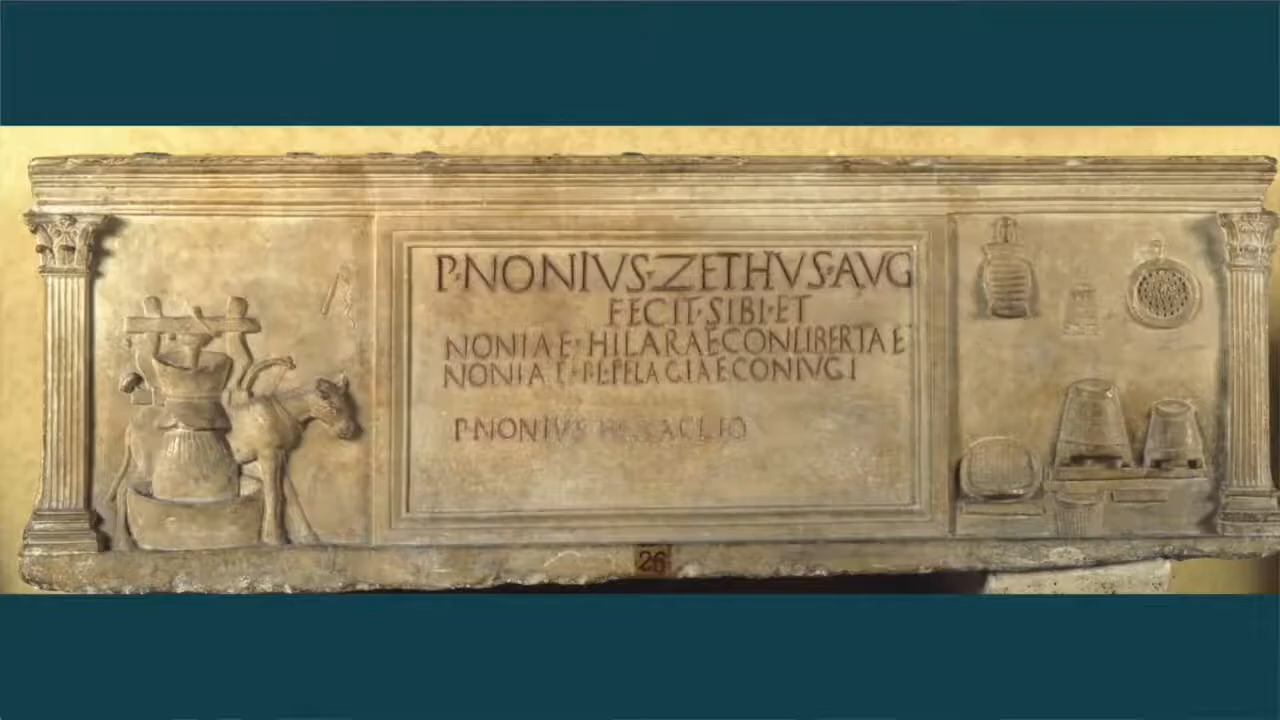 P·NONIVS·ZETHVS·AVG
FECIT·SIBI·ET
NONIAE·HILARAE CONLIBERTAE
NONIAE·P·L·PELAGIAE CONIVGI
P·NONIVS
26